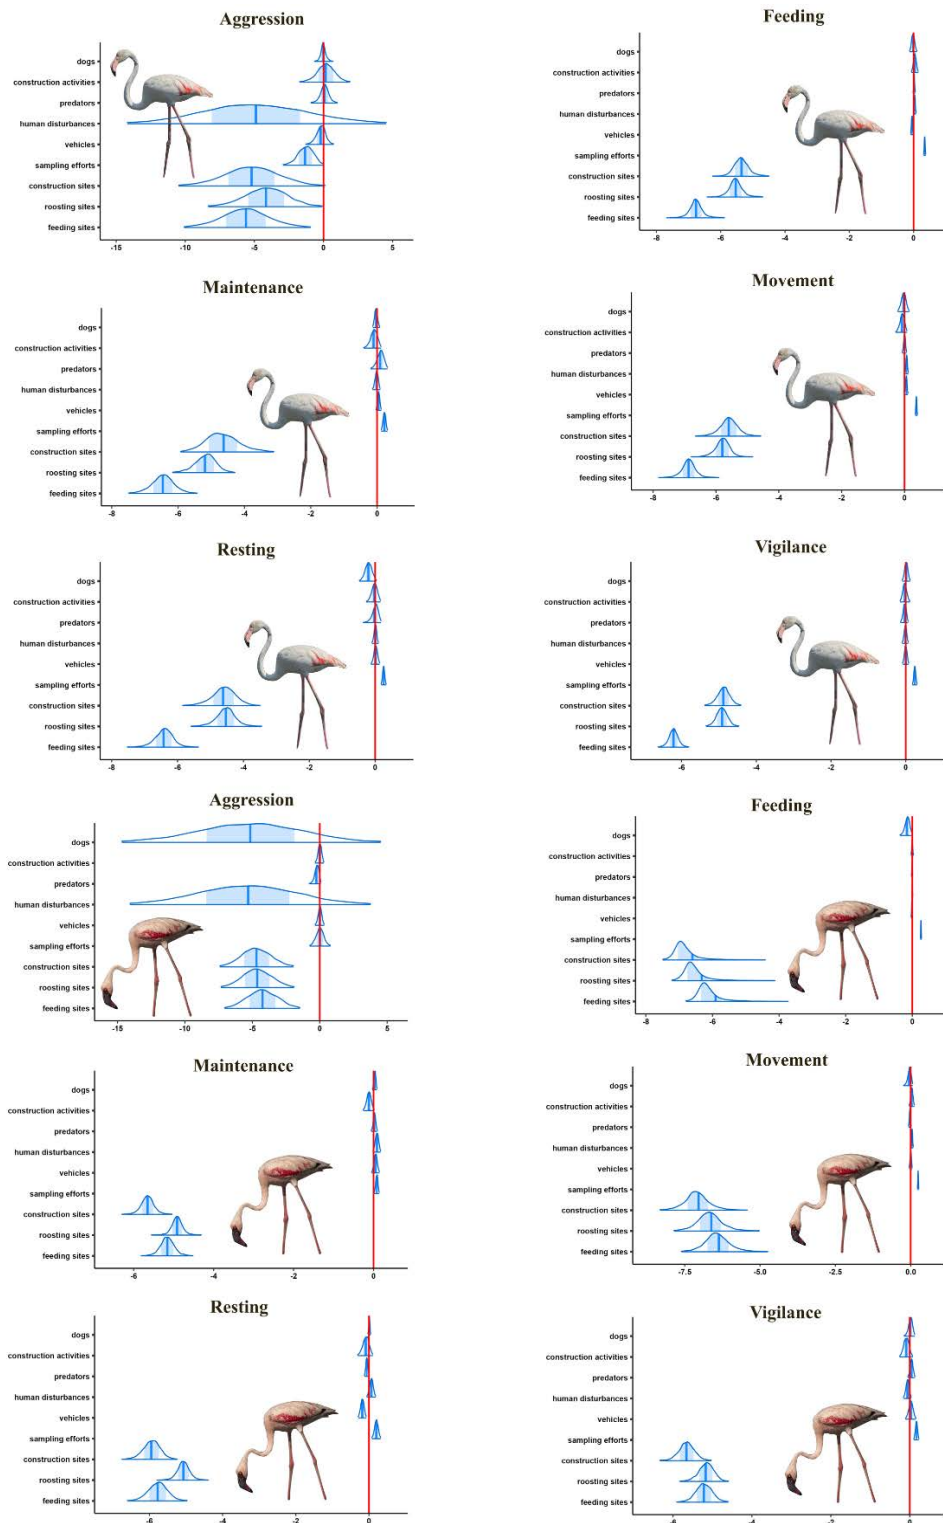 Aggression
dogs
construction activities
predators
human disturbances
vehicles
sampling efforts
construction sites
roosting sites
feeding sites
-15 -10 -5 0 5
Feeding
dogs
construction activities
predators
human disturbances
vehicles
sampling efforts
construction sites
roosting sites
feeding sites
-8 -6 -4 -2 0
Maintenance
dogs
construction activities
predators
human disturbances
vehicles
sampling efforts
construction sites
roosting sites
feeding sites
-8 -6 -4 -2 0
Movement
dogs
construction activities
predators
human disturbances
vehicles
sampling efforts
construction sites
roosting sites
feeding sites
-8 -6 -4 -2 0
Resting
dogs
construction activities
predators
human disturbances
vehicles
sampling efforts
construction sites
roosting sites
feeding sites
-8 -6 -4 -2 0
Vigilance
dogs
construction activities
predators
human disturbances
vehicles
sampling efforts
construction sites
roosting sites
feeding sites
-6 -4 -2 0
Aggression
dogs
construction activities
predators
human disturbances
vehicles
sampling efforts
construction sites
roosting sites
feeding sites
-15 -10 -5 0 5
Feeding
dogs
construction activities
predators
human disturbances
vehicles
sampling efforts
construction sites
roosting sites
feeding sites
-8 -6 -4 -2 0
Maintenance
dogs
construction activities
predators
human disturbances
vehicles
sampling efforts
construction sites
roosting sites
feeding sites
-6 -4 -2 0
Movement
dogs
construction activities
predators
human disturbances
vehicles
sampling efforts
construction sites
roosting sites
feeding sites
-7.5 -5.0 -2.5 0.0
Resting
dogs
construction activities
predators
human disturbances
vehicles
sampling efforts
construction sites
roosting sites
feeding sites
-6 -4 -2 0
Vigilance
dogs
construction activities
predators
human disturbances
vehicles
sampling efforts
construction sites
roosting sites
feeding sites
-6 -4 -2 0